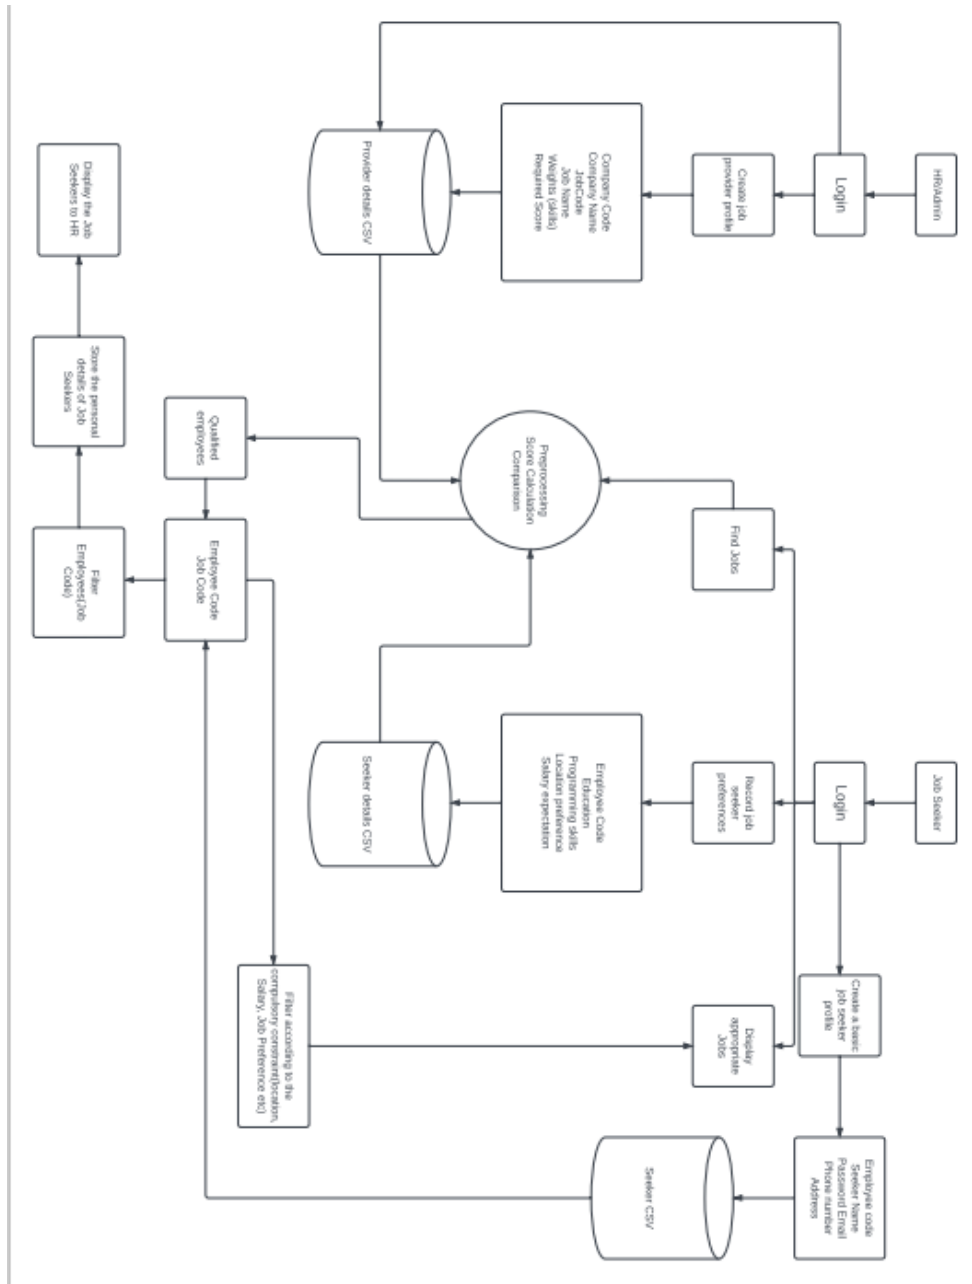 HR/Admin
Login
Create job
provider profile
Company Code
Company Name
JobCode
Job Name
Weights (skills)
Required Score
Provider details CSV
Job Seeker
Login
Record job
seeker
preferences
Employee Code
Education
Programming skills
Location preference
Salary expectation
Seeker details CSV
Create a basic
job seeker
profile
Employee code
Seeker Name
Password Email
Phone number
Address
Seeker CSV
Find Jobs
Display
appropriate
Jobs
Preprocessing
Score Calculation
Comparison
Filter according to the
compulsory constraint(location,
Salary, Job Preference etc)
Qualified
employees
Employee Code
Job Code
Filter
Employees(Job
Code)
Store the personal
details of Job
Seekers
Display the Job
Seekers to HR